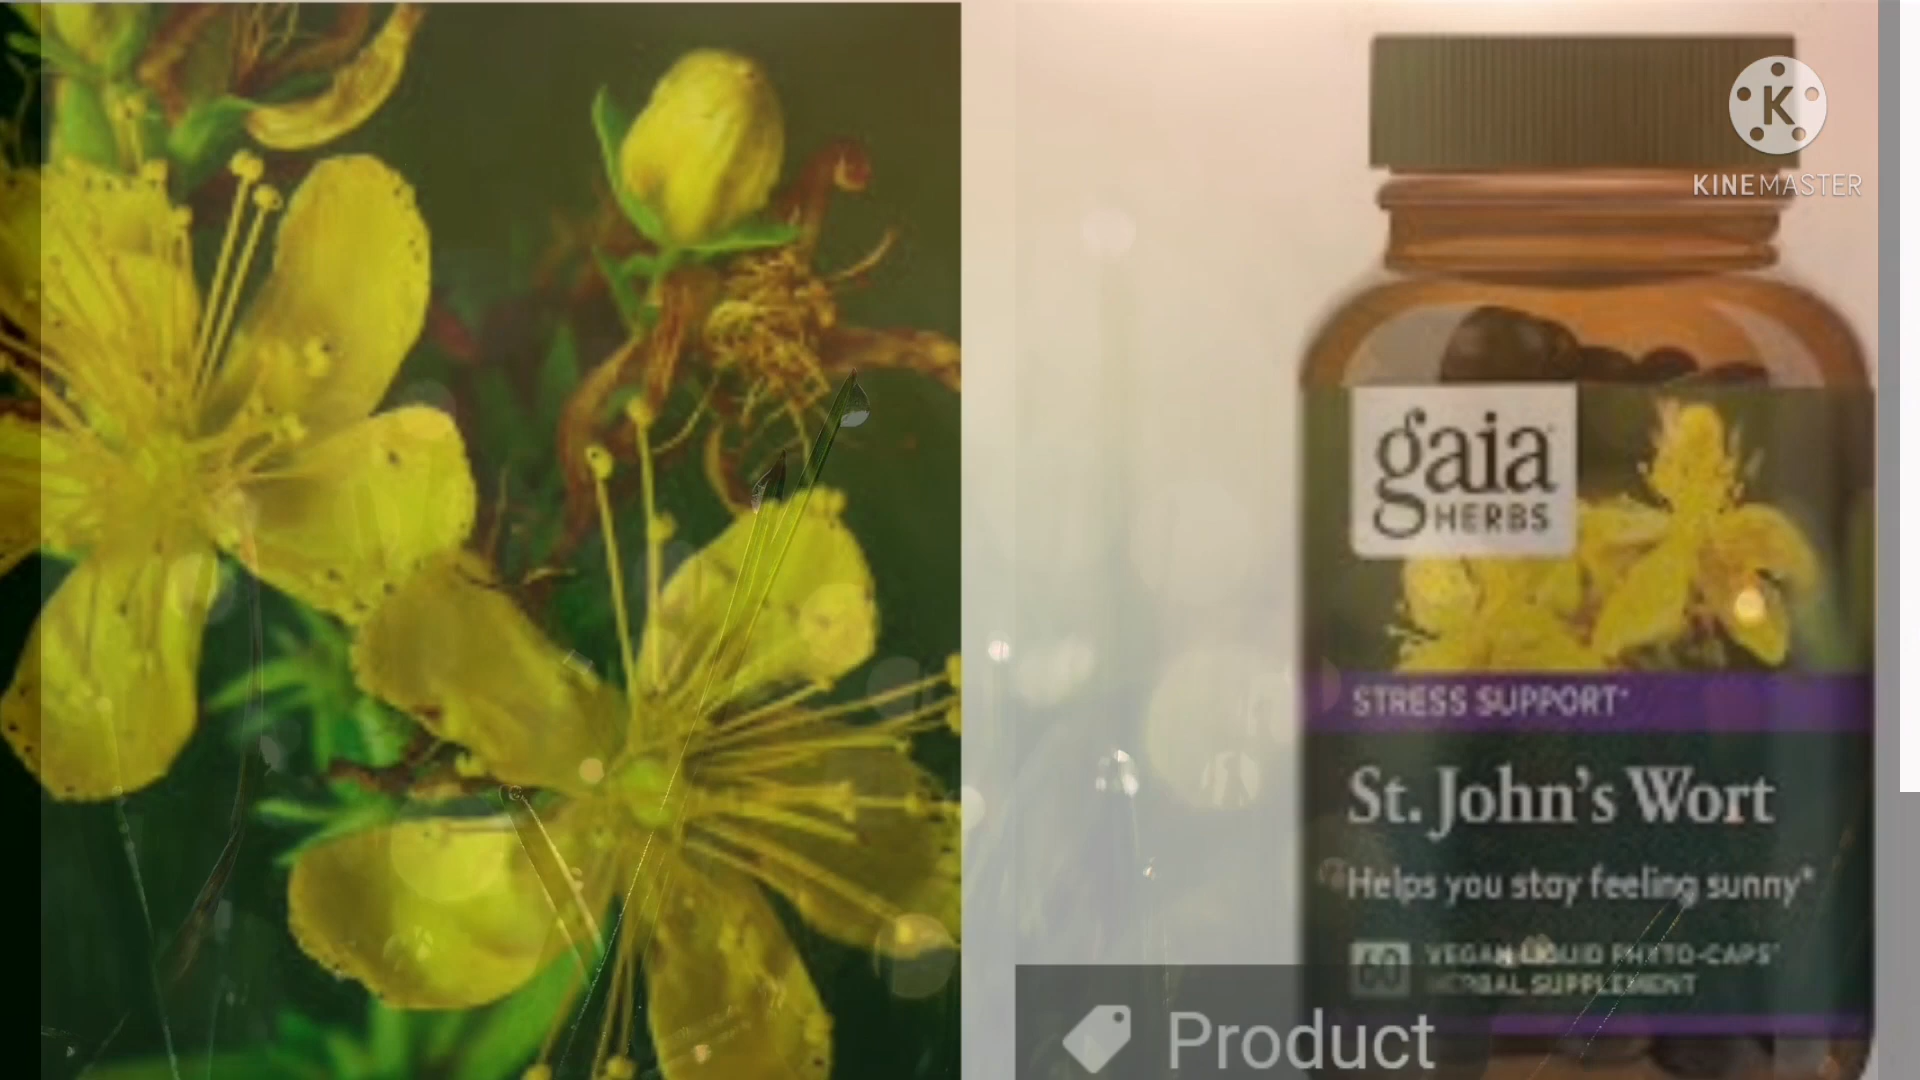 K
KINEMASTER
gaia
HERBS
STRESS SUPPORT*
St. John's Wort
Helps you stay feeling sunny*
60 VEGAN LIQUID PHYTO-CAPS*
HERBAL SUPPLEMENT
Product